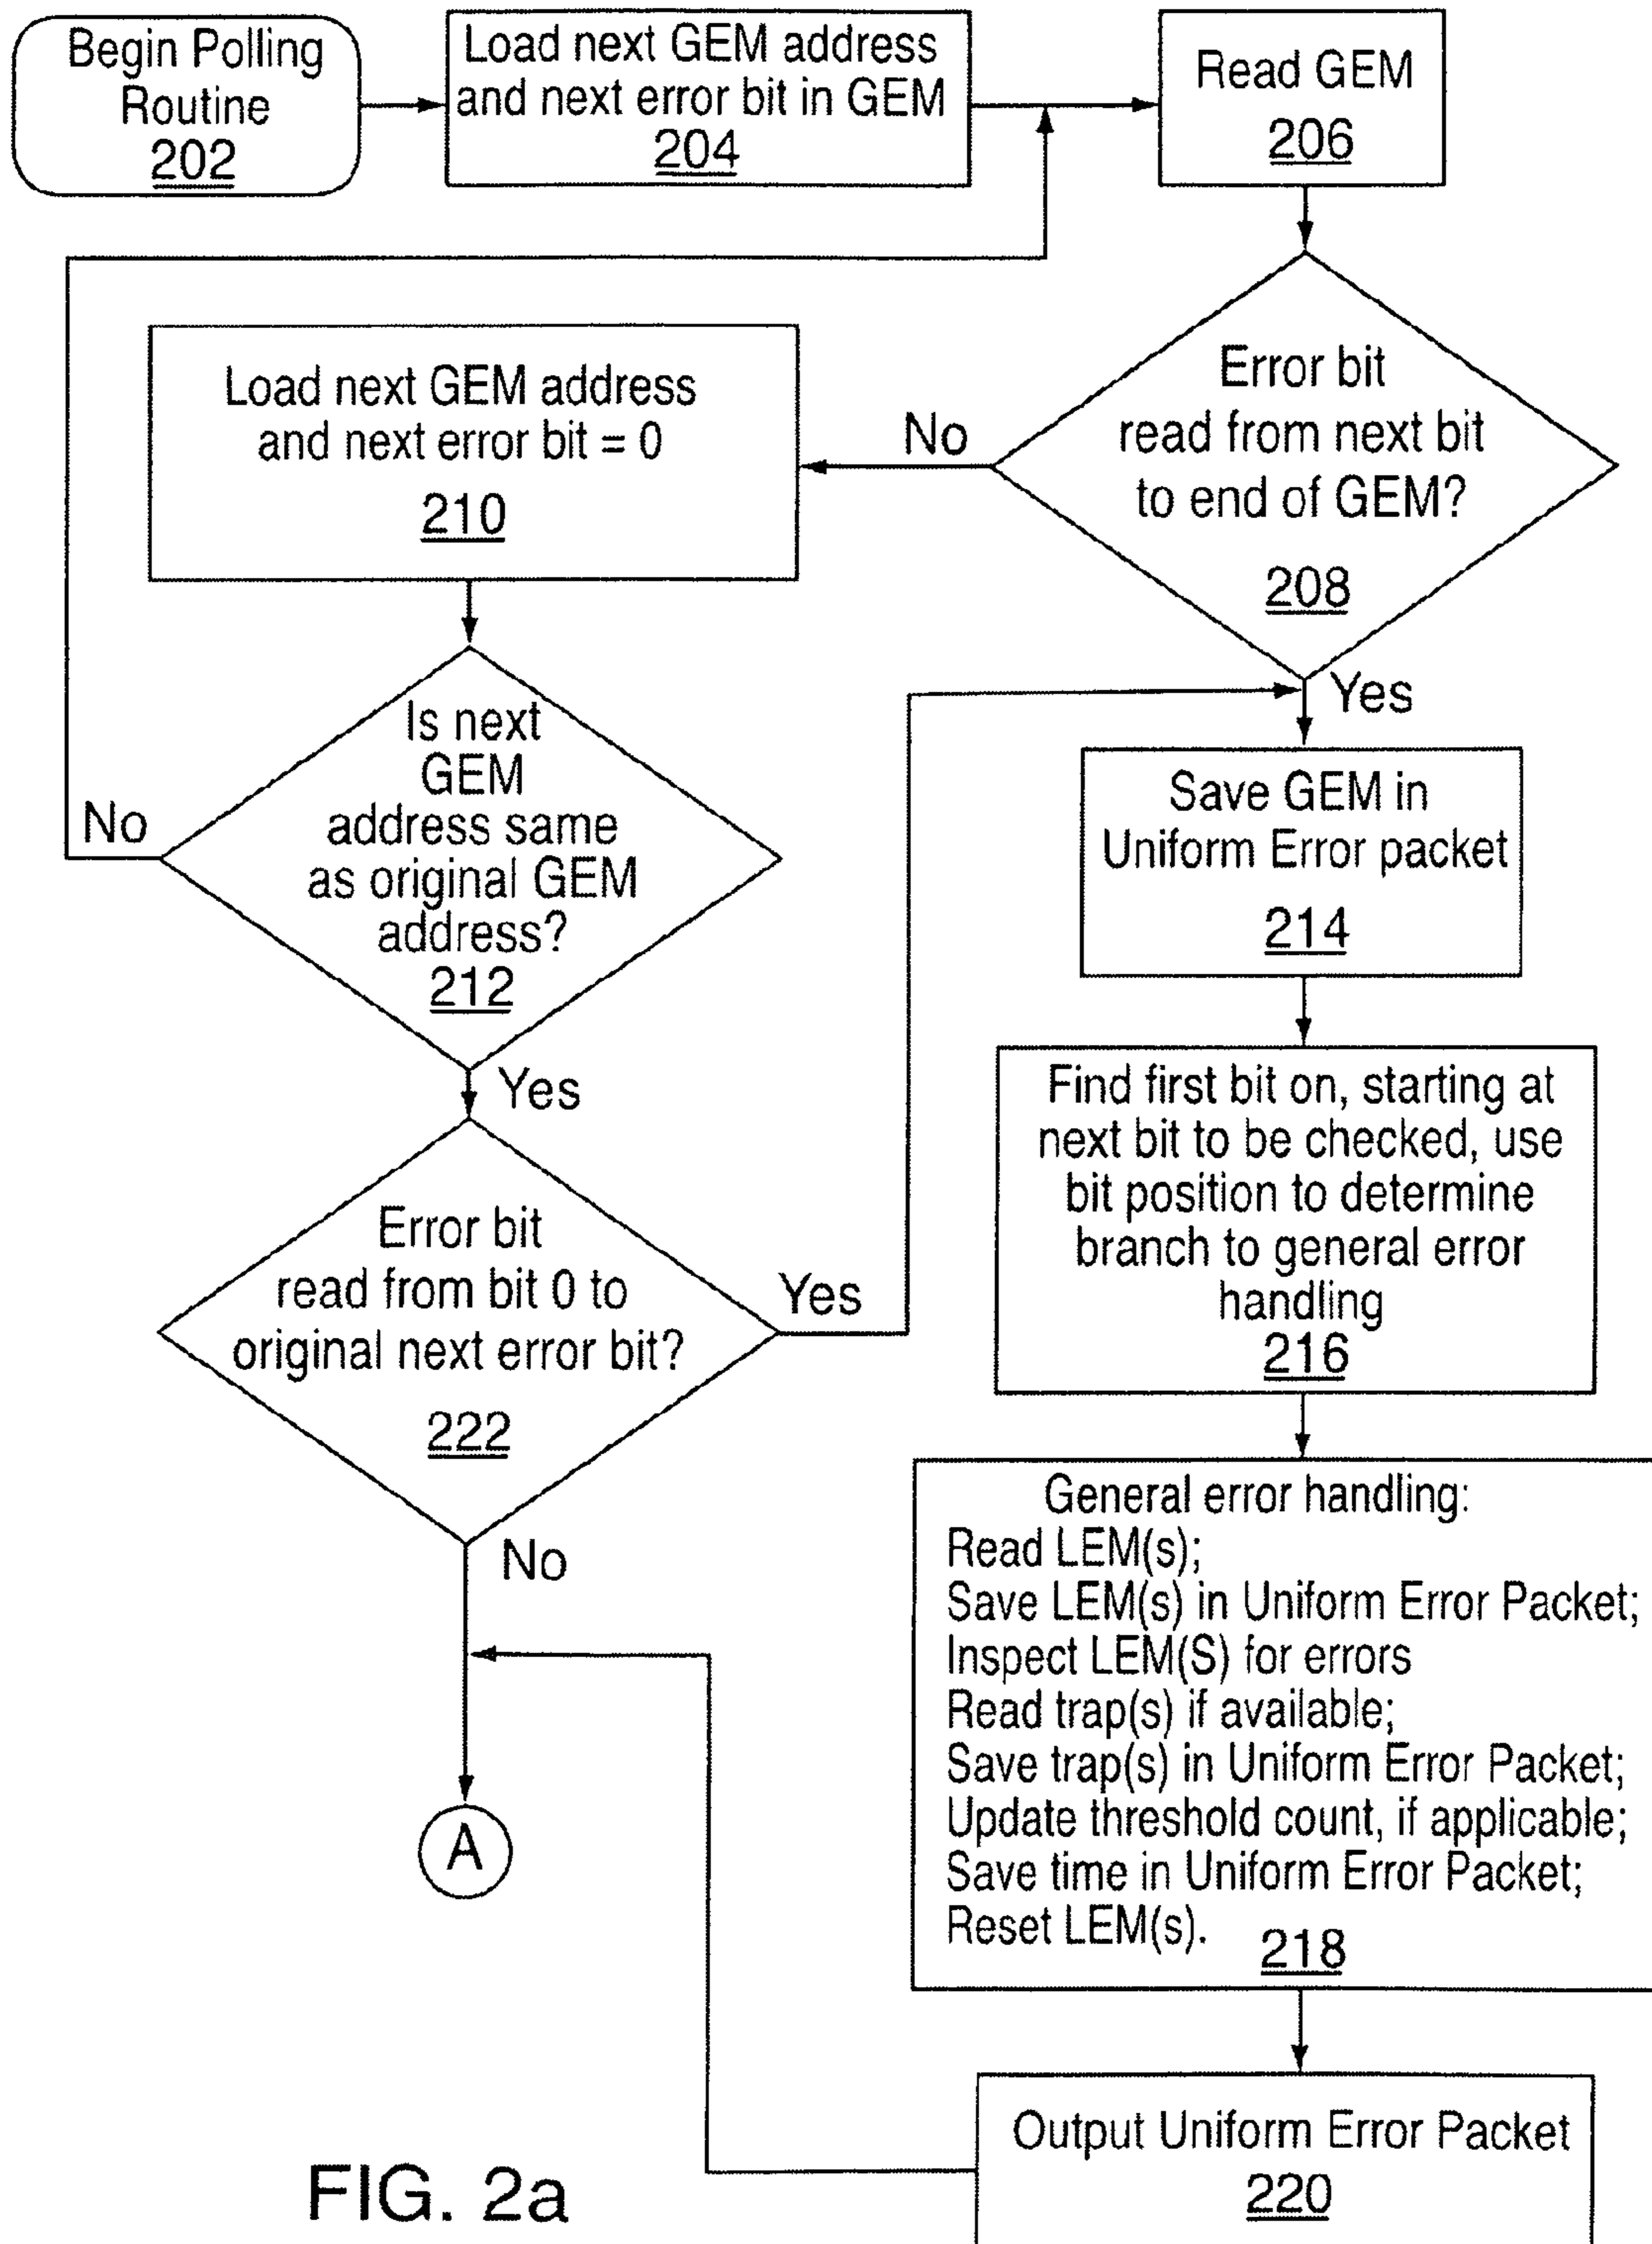 Begin Polling
Routine
202
Load next GEM address
and next error bit in GEM
204
Read GEM
206
Error bit
read from next bit
to end of GEM?
208
No
Load next GEM address
and next error bit = 0
210
Is next
GEM
address same
as original GEM
address?
212
No
Yes
Yes
Save GEM in
Uniform Error packet
214
Find first bit on, starting at
next bit to be checked, use
bit position to determine
branch to general error
handling
216
Error bit
read from bit 0 to
original next error bit?
222
Yes
No
General error handling:
Read LEM(s);
Save LEM(s) in Uniform Error Packet;
Inspect LEM(S) for errors
Read trap(s) if available;
Save trap(s) in Uniform Error Packet;
Update threshold count, if applicable;
Save time in Uniform Error Packet;
Reset LEM(s).
218
A
Output Uniform Error Packet
220
FIG. 2a